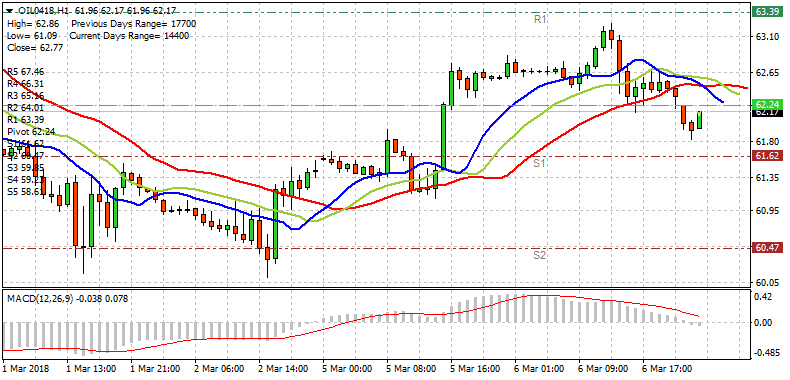 OIL0418,H1 61.96 62.17 61.96 62.17
High= 62.86 Previous Days Range= 17700
Low= 61.09 Current Days Range= 14400
Close= 62.77
R5 67.46
R4 66.31
R3 65.16
R2 64.01
R1 63.39
Pivot 62.24
S1 61.62
S2 60.47
S3 59.85
S5 58.61
R1
S1
S2
63.39
63.10
62.65
62.24
62.17
61.80
61.62
61.35
60.95
60.47
60.05
MACD(12,26,9) -0.038 0.078
0.42
0.00
-0.485
1 Mar 2018
1 Mar 13:00
1 Mar 21:00
2 Mar 06:00
2 Mar 14:00
5 Mar 00:00
5 Mar 08:00
5 Mar 16:00
6 Mar 01:00
6 Mar 09:00
6 Mar 17:00